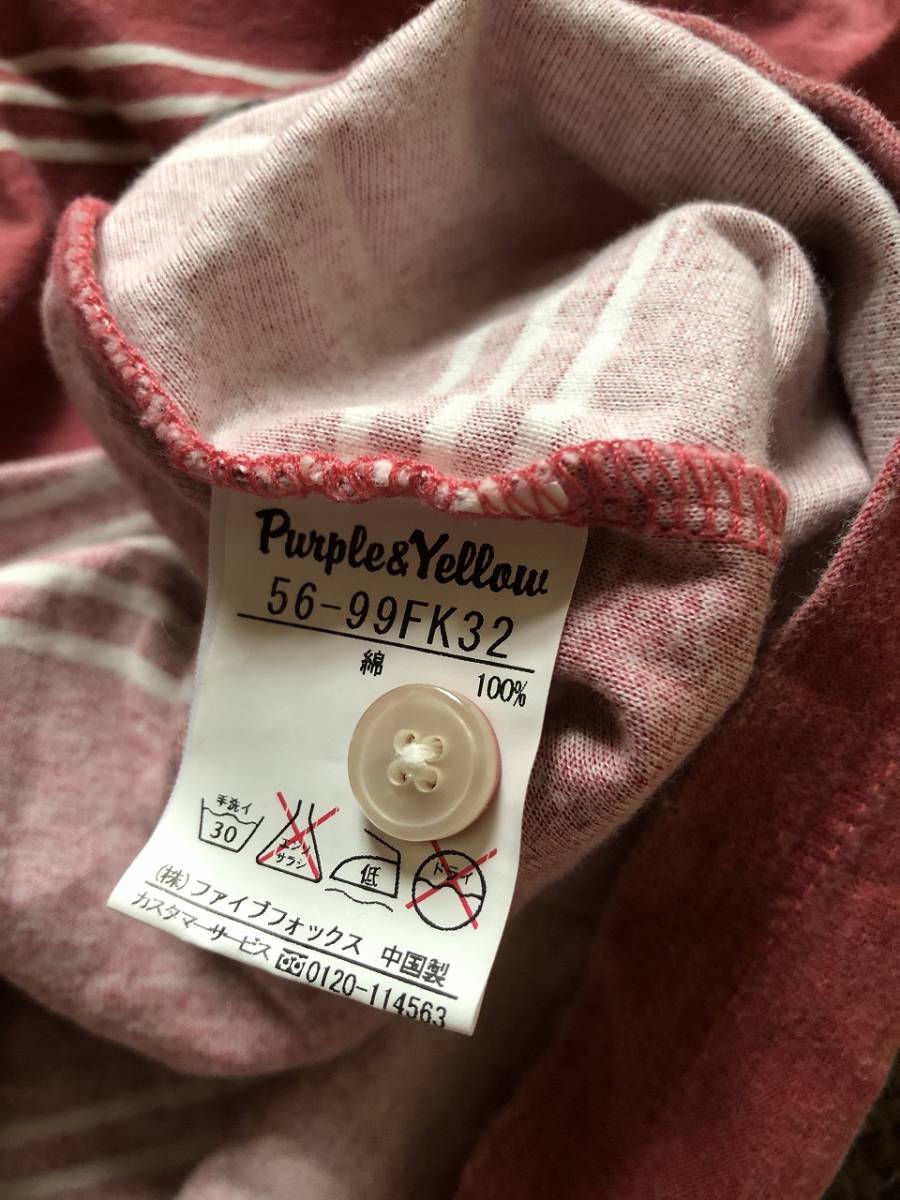 Purple&Yellow
56-99FK32
綿 100%
手洗イ
30
エンソ
サラシ
低
ドライ
(株)ファイブフォックス 中国製
カスタマーサービス 0120-114563